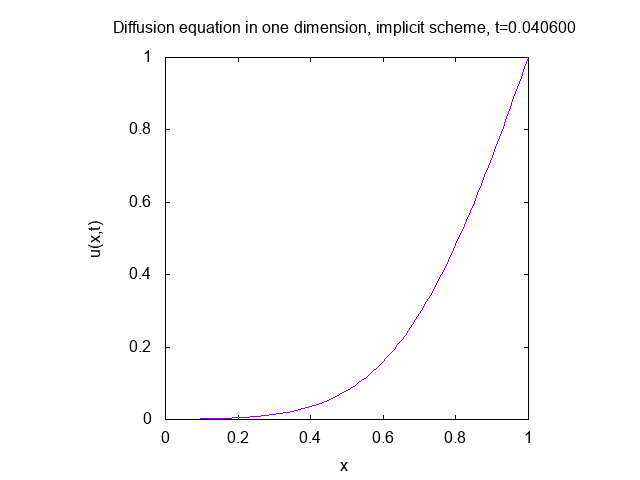 Diffusion equation in one dimension, implicit scheme, t=0.040600
1
0.8
0.6
0.4
0.2
0
u(x,t)
0 0.2 0.4 0.6 0.8 1
x